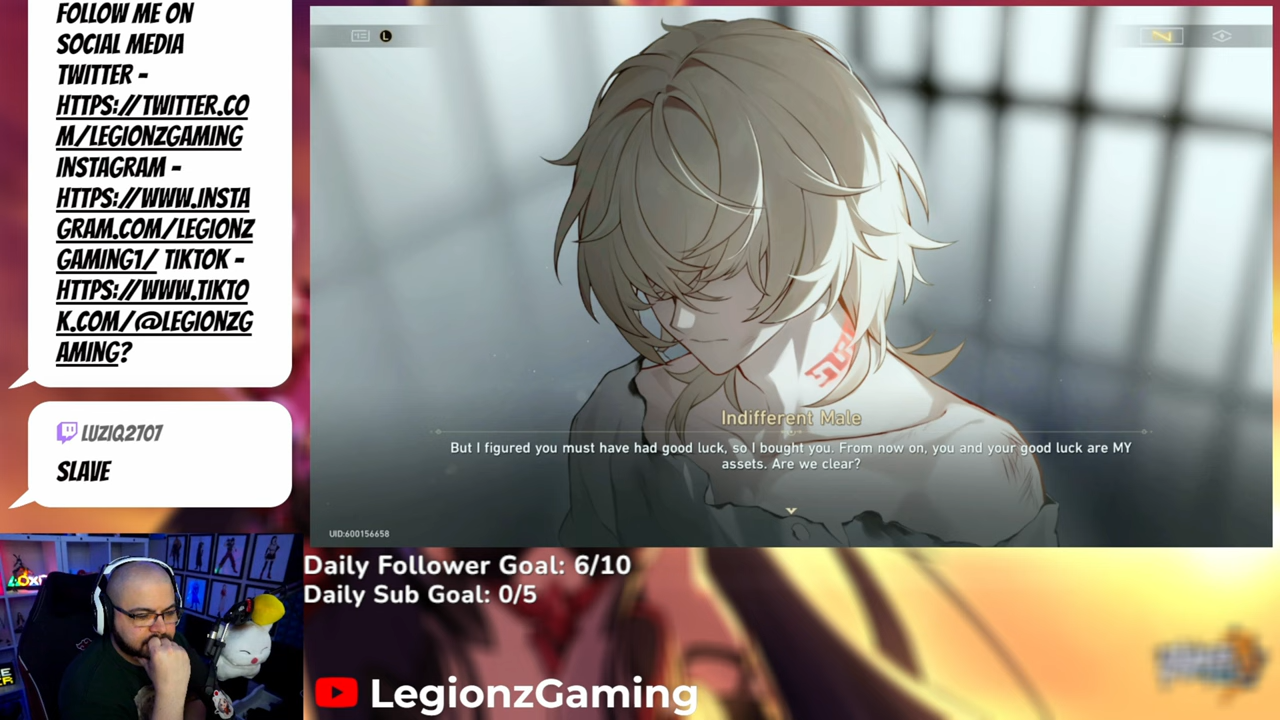 FOLLOW ME ON
SOCIAL MEDIA
TWITTER -
HTTPS://TWITTER.CO
M/LEGIONZGAMING
INSTAGRAM -
HTTPS://WWW.INSTA
GRAM.COM/LEGIONZ
GAMING1/ TIKTOK -
HTTPS://WWW.TIKTO
K.COM/@LEGIONZG
AMING?
LUZIQ2707
SLAVE
L
Indifferent Male
But I figured you must have had good luck, so I bought you. From now on, you and your good luck are MY
assets. Are we clear?
UID:600156658
Daily Follower Goal: 6/10
Daily Sub Goal: 0/5
LegionzGaming